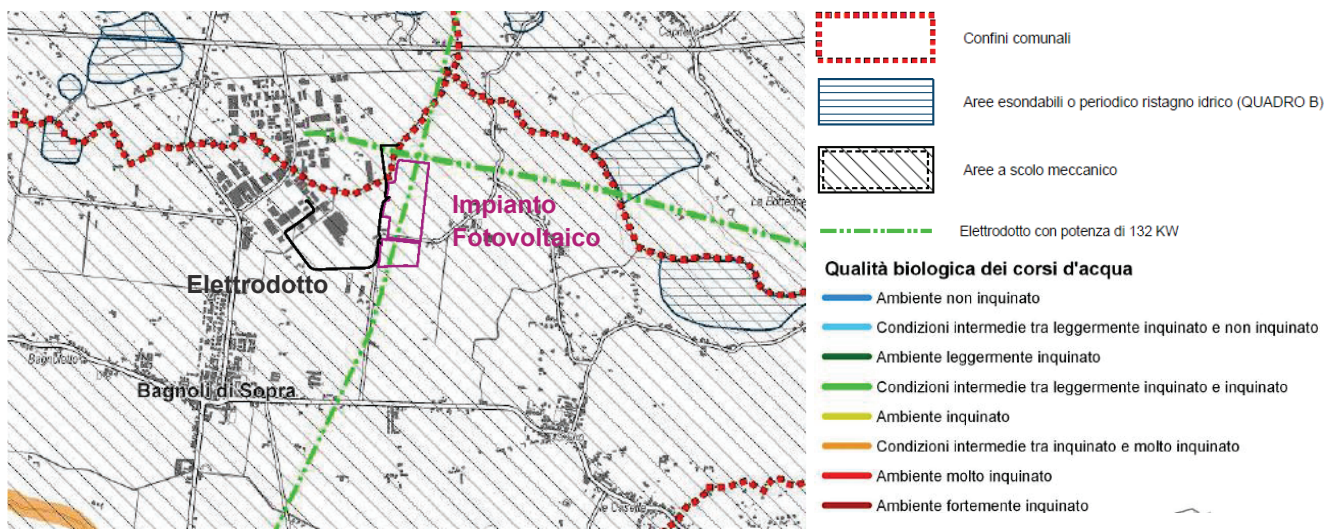 Impianto
Fotovoltaico
Elettrodotto
Bagnoli di Sopra
Confini comunali
Aree esondabili o periodico ristagno idrico (QUADRO B)
Aree a scolo meccanico
Elettrodotto con potenza di 132 KW
Qualità biologica dei corsi d'acqua
Ambiente non inquinato
Condizioni intermedie tra leggermente inquinato e non inquinato
Ambiente leggermente inquinato
Condizioni intermedie tra leggermente inquinato e inquinato
Ambiente inquinato
Condizioni intermedie tra inquinato e molto inquinato
Ambiente molto inquinato
Ambiente fortemente inquinato